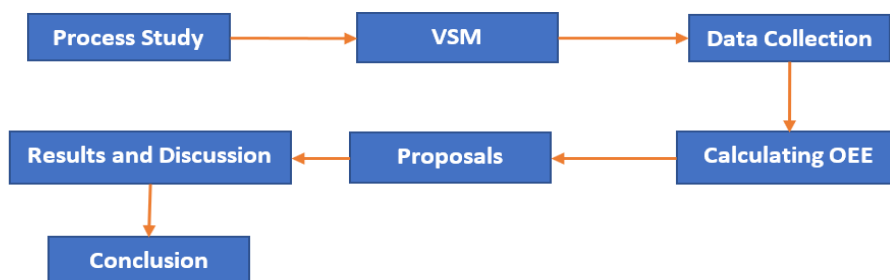 Process Study
VSM
Data Collection
Results and Discussion
Proposals
Calculating OEE
Conclusion